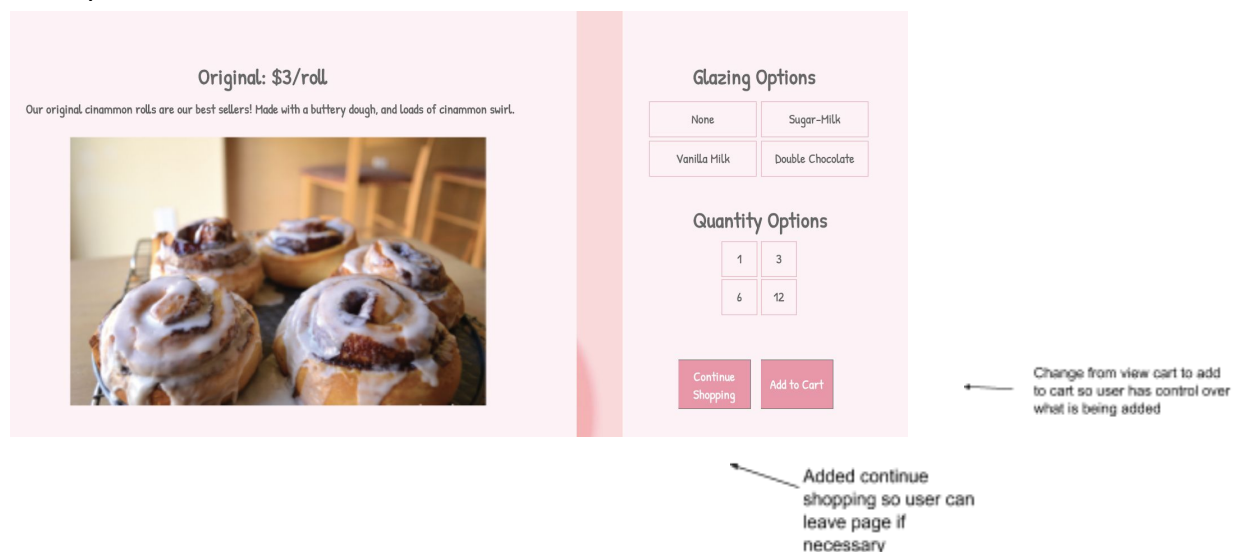 Original: $3/roll
Our original cinammon rolls are our best sellers! Made with a buttery dough, and loads of cinammon swirl.
Glazing Options
None
Sugar-Milk
Vanilla Milk
Double Chocolate
Quantity Options
1
3
6
12
Continue
Shopping
Add to Cart
Change from view cart to add
to cart so user has control over
what is being added
Added continue
shopping so user can
leave page if
necessary